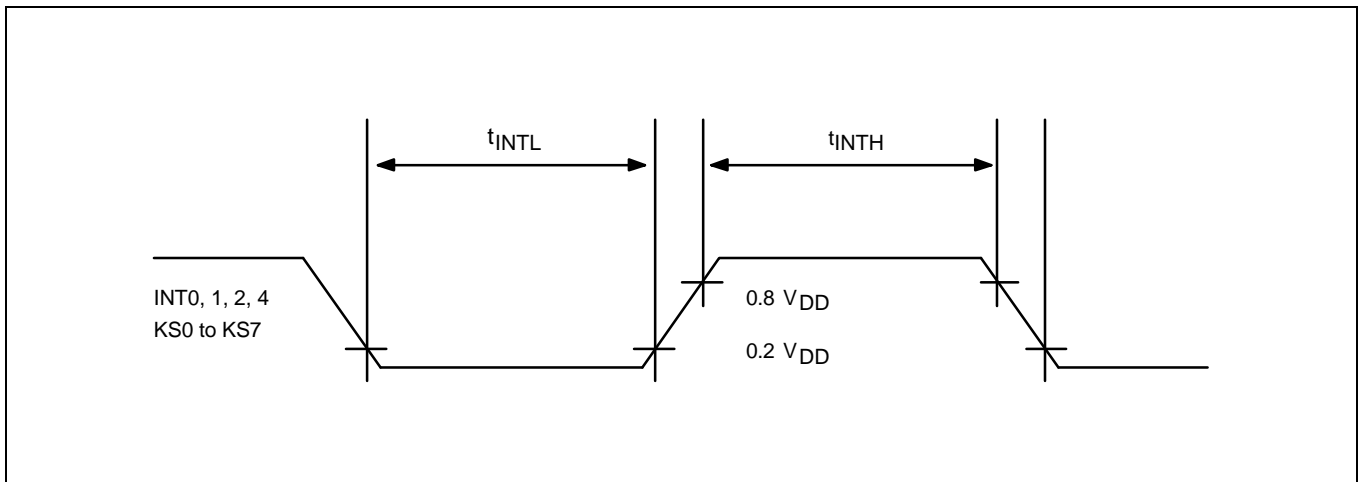 tINTL
tINTH
INT0, 1, 2, 4
KS0 to KS7
0.8 VDD
0.2 VDD